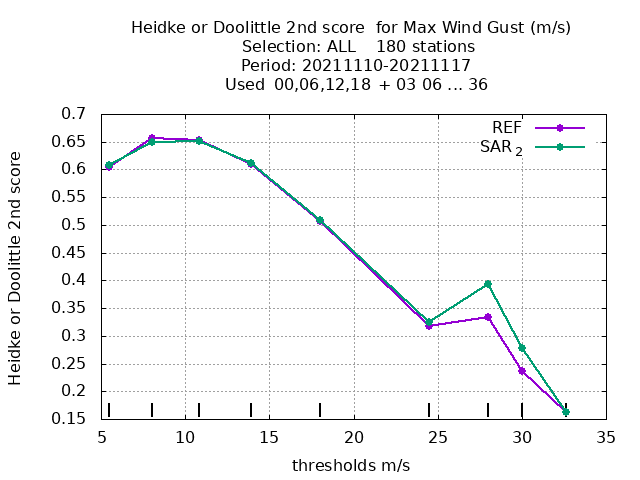 Heidke or Doolittle 2nd score  for Max Wind Gust (m/s)
Selection: ALL    180 stations
Period: 20211110-20211117
Used  00,06,12,18  + 03 06 ... 36
Heidke or Doolittle 2nd score
0.7
0.65
0.6
0.55
0.5
0.45
0.4
0.35
0.3
0.25
0.2
0.15
REF
SAR 2
5 10 15 20 25 30 35
thresholds m/s